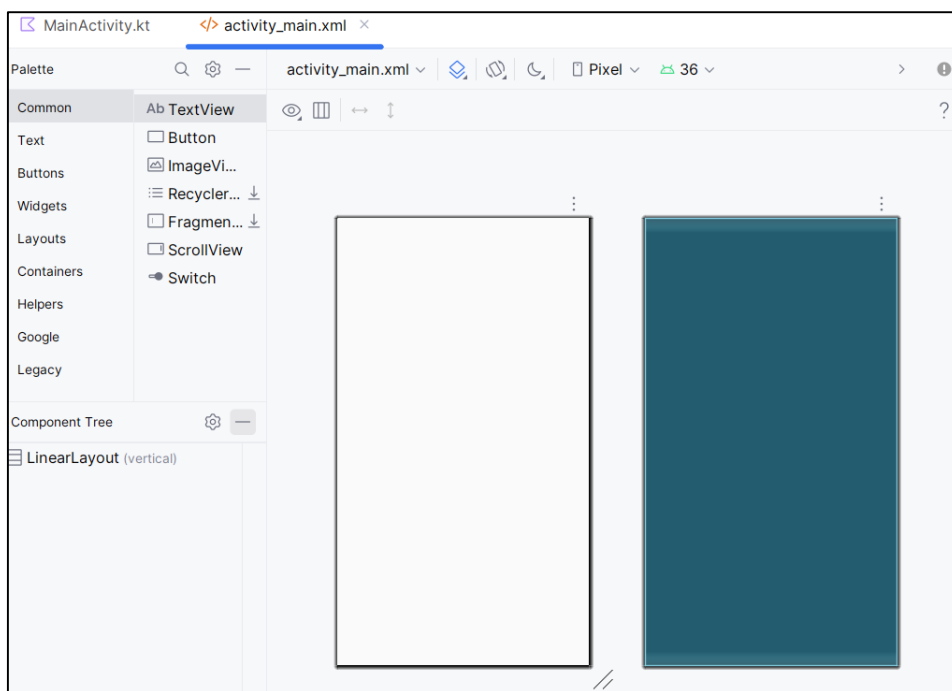 MainActivity.kt
activity_main.xml
Palette
activity_main.xml
Pixel
36
Common
Text
Buttons
Widgets
Layouts
Containers
Helpers
Google
Legacy
Ab TextView
Button
ImageVi...
Recycler...
Fragmen...
ScrollView
Switch
?
Component Tree
LinearLayout (vertical)